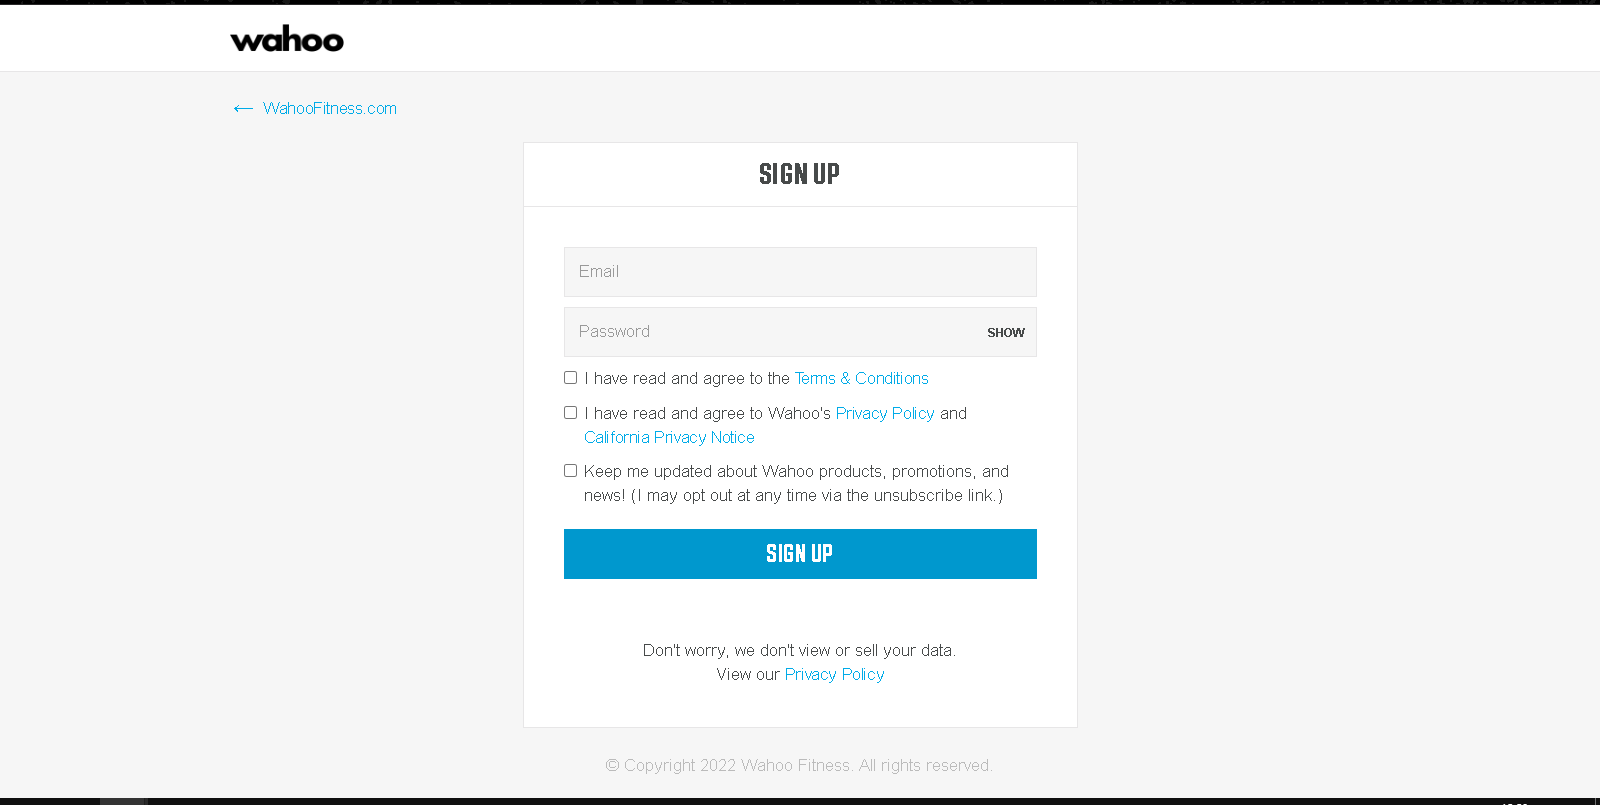 wahoo
← WahooFitness.com
SIGN UP
Email
Password SHOW
I have read and agree to the Terms & Conditions
I have read and agree to Wahoo's Privacy Policy and
California Privacy Notice
Keep me updated about Wahoo products, promotions, and
news! (I may opt out at any time via the unsubscribe link.)
SIGN UP
Don't worry, we don't view or sell your data.
View our Privacy Policy
© Copyright 2022 Wahoo Fitness. All rights reserved.